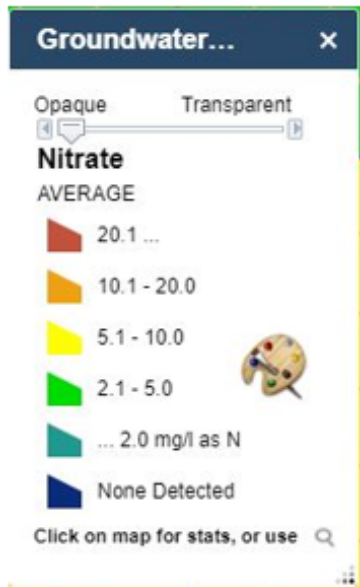 Groundwater... ×
Opaque Transparent
Nitrate
AVERAGE
20.1 ...
10.1 - 20.0
5.1 - 10.0
2.1 - 5.0
... 2.0 mg/l as N
None Detected
Click on map for stats, or use